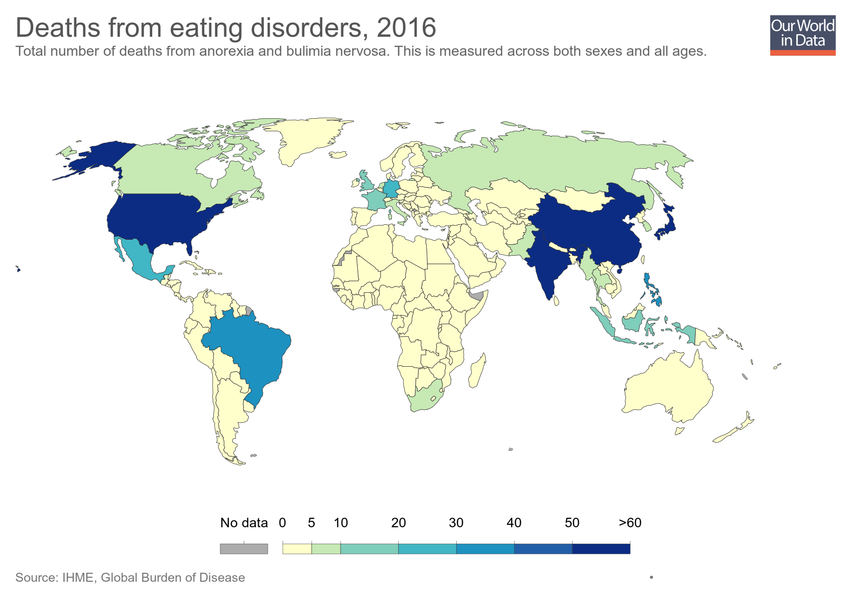 Deaths from eating disorders, 2016
Our World
in Data
Total number of deaths from anorexia and bulimia nervosa. This is measured across both sexes and all ages.
No data 0 5 10 20 30 40 50 >60
Source: IHME, Global Burden of Disease